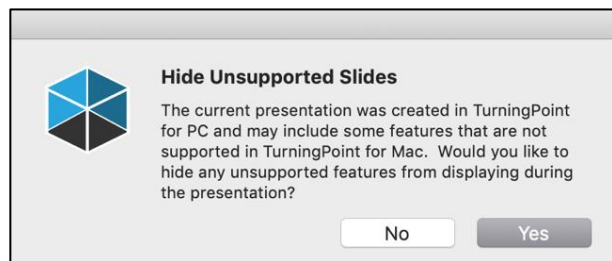 Hide Unsupported Slides
The current presentation was created in TurningPoint
for PC and may include some features that are not
supported in TurningPoint for Mac.  Would you like to
hide any unsupported features from displaying during
the presentation?
No
Yes